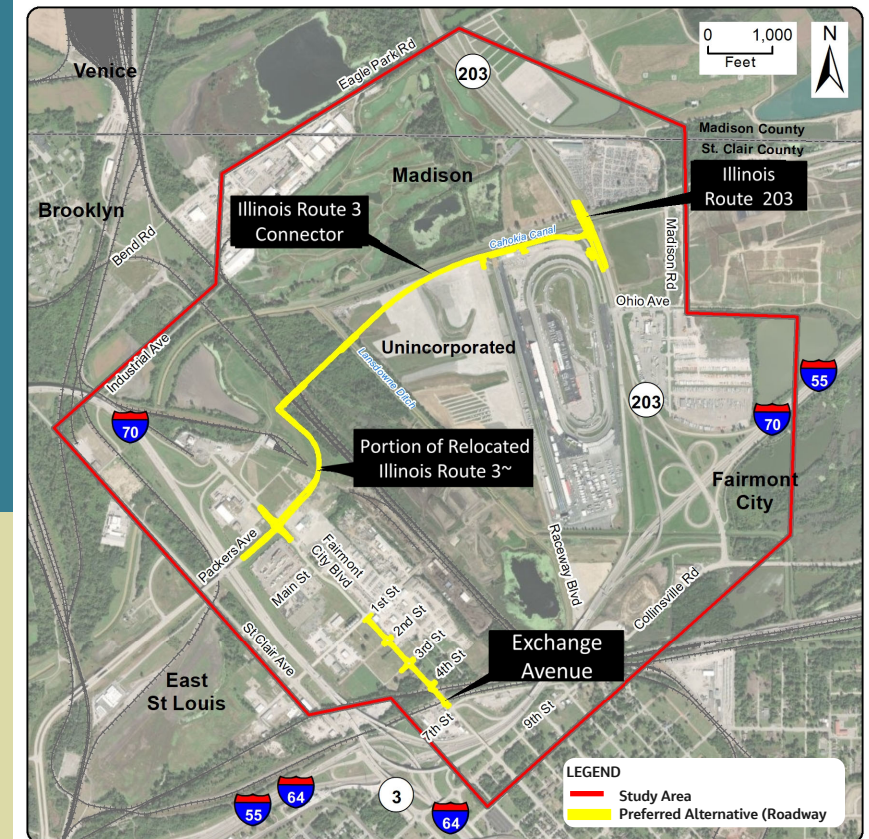 0 1,000
Feet
N
Venice
Eagle Park Rd
203
Madison County
St. Clair County
Madison
Illinois
Route 203
Brooklyn
Illinois Route 3
Connector
Bend Rd
Cahokia Canal
Madison Rd
Ohio Ave
Unincorporated
Industrial Ave
Lansdowne Ditch
55
70
203
70
Portion of Relocated
Illinois Route 3~
Fairmont
City
Packers Ave
Fairmont
City Blvd
Main St
Raceway Blvd
Collinsville Rd
1st St
2nd St
3rd St
4th St
St Clair Ave
Exchange
Avenue
East
St Louis
7th St
9th St
LEGEND
Study Area
Preferred Alternative (Roadway
64
55
3
64